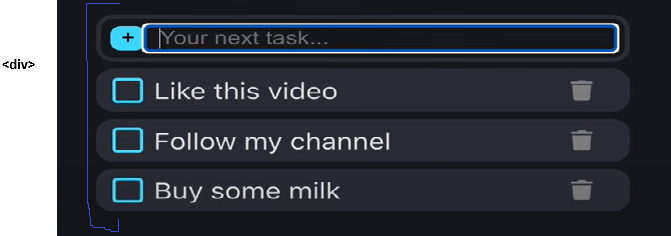 + Your next task...
<div>
Like this video
Follow my channel
Buy some milk